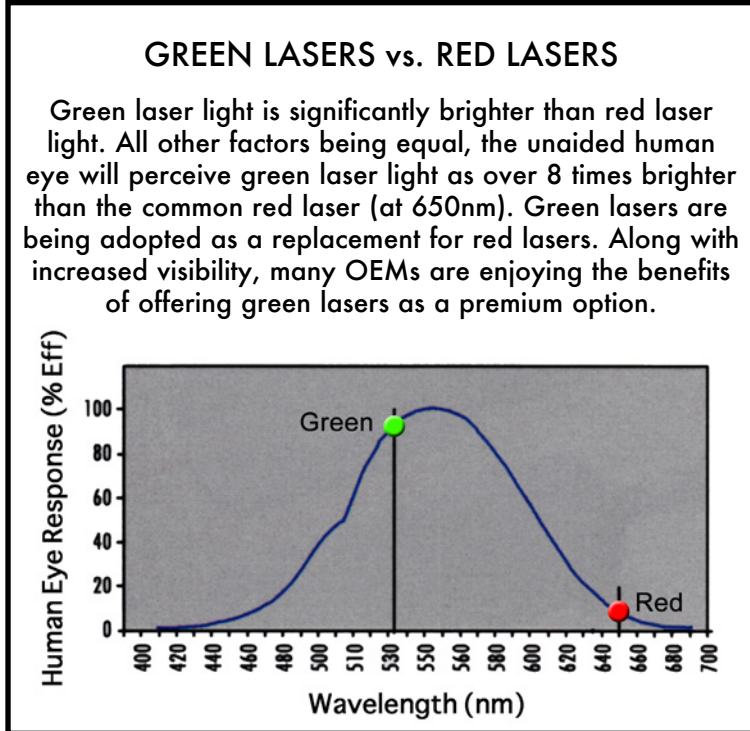 GREEN LASERS vs. RED LASERS
Green laser light is significantly brighter than red laser
light. All other factors being equal, the unaided human
eye will perceive green laser light as over 8 times brighter
than the common red laser (at 650nm). Green lasers are
being adopted as a replacement for red lasers. Along with
increased visibility, many OEMs are enjoying the benefits
of offering green lasers as a premium option.
Human Eye Response (% Eff)
100
80
60
40
20
0
Green
Red
400 420 440 460 480 500 510 530 550 560 580 600 620 640 660 680 700
Wavelength (nm)